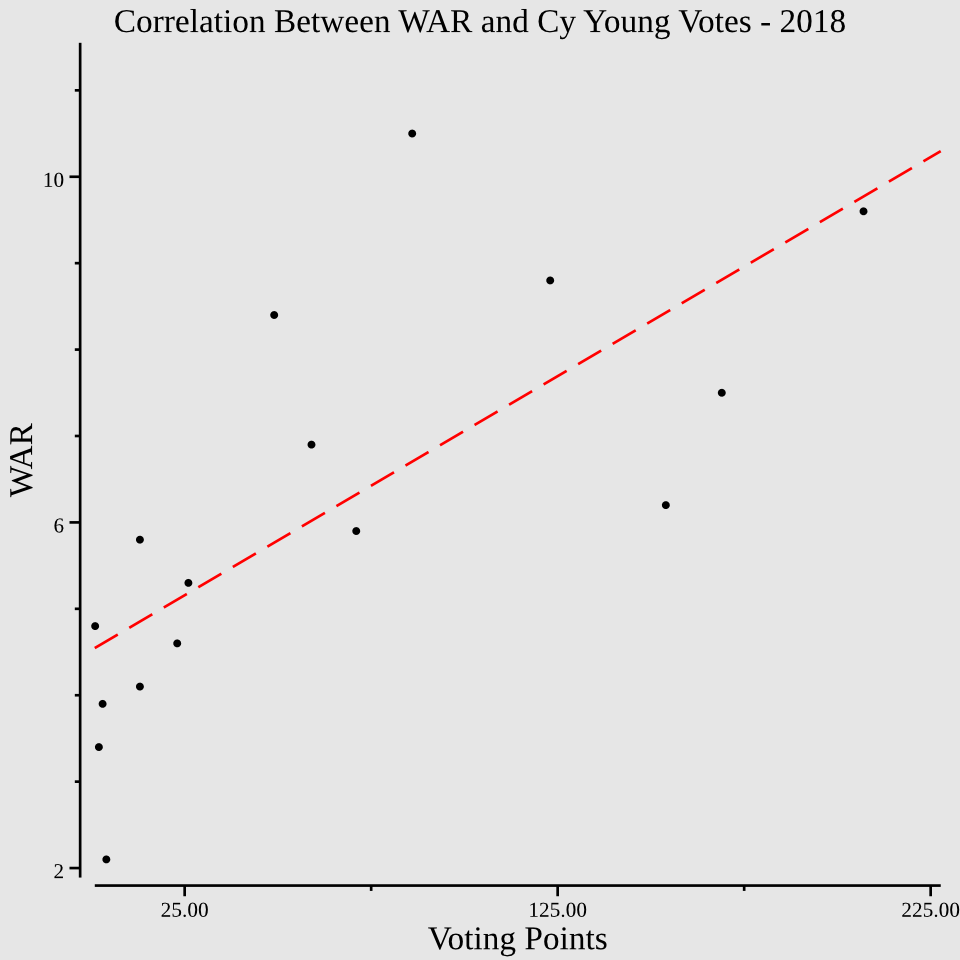 Correlation Between WAR and Cy Young Votes - 2018
10
6
2
WAR
25.00
125.00
225.00
Voting Points